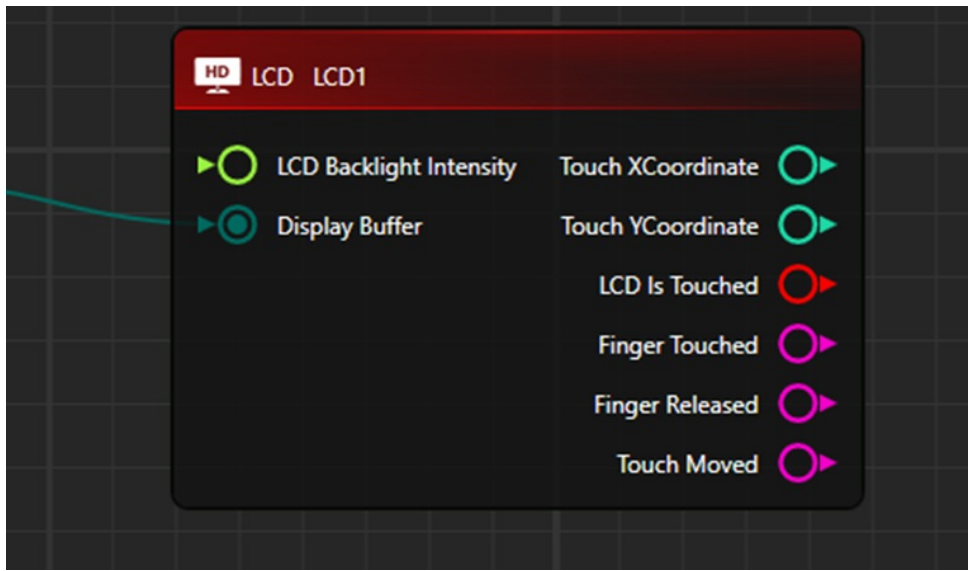 HD LCD LCD1
LCD Backlight Intensity Touch XCoordinate
Display Buffer Touch YCoordinate
LCD Is Touched
Finger Touched
Finger Released
Touch Moved